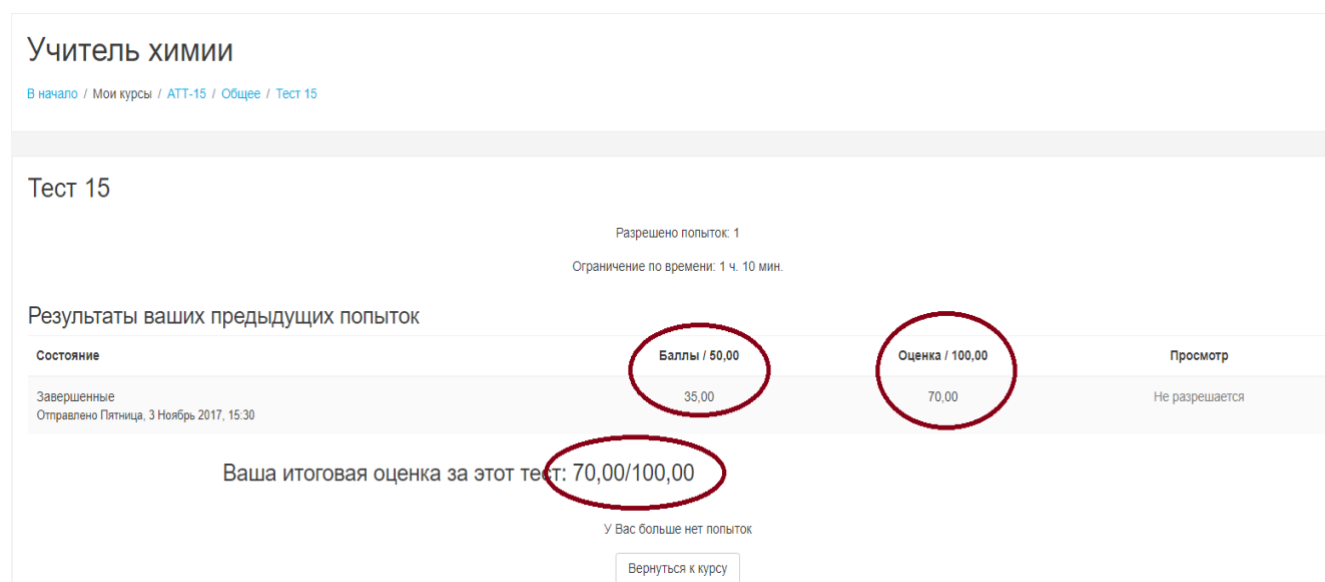 Учитель химии
В начало / Мои курсы / АТТ-15 / Общее / Тест 15
Тест 15
Разрешено попыток: 1
Ограничение по времени: 1 ч. 10 мин.
Результаты ваших предыдущих попыток
Состояние Баллы / 50,00 Оценка / 100,00 Просмотр
Завершенные 35,00 70,00 Не разрешается
Отправлено Пятница, 3 Ноябрь 2017, 15:30
Ваша итоговая оценка за этот тест: 70,00/100,00
У Вас больше нет попыток
Вернуться к курсу